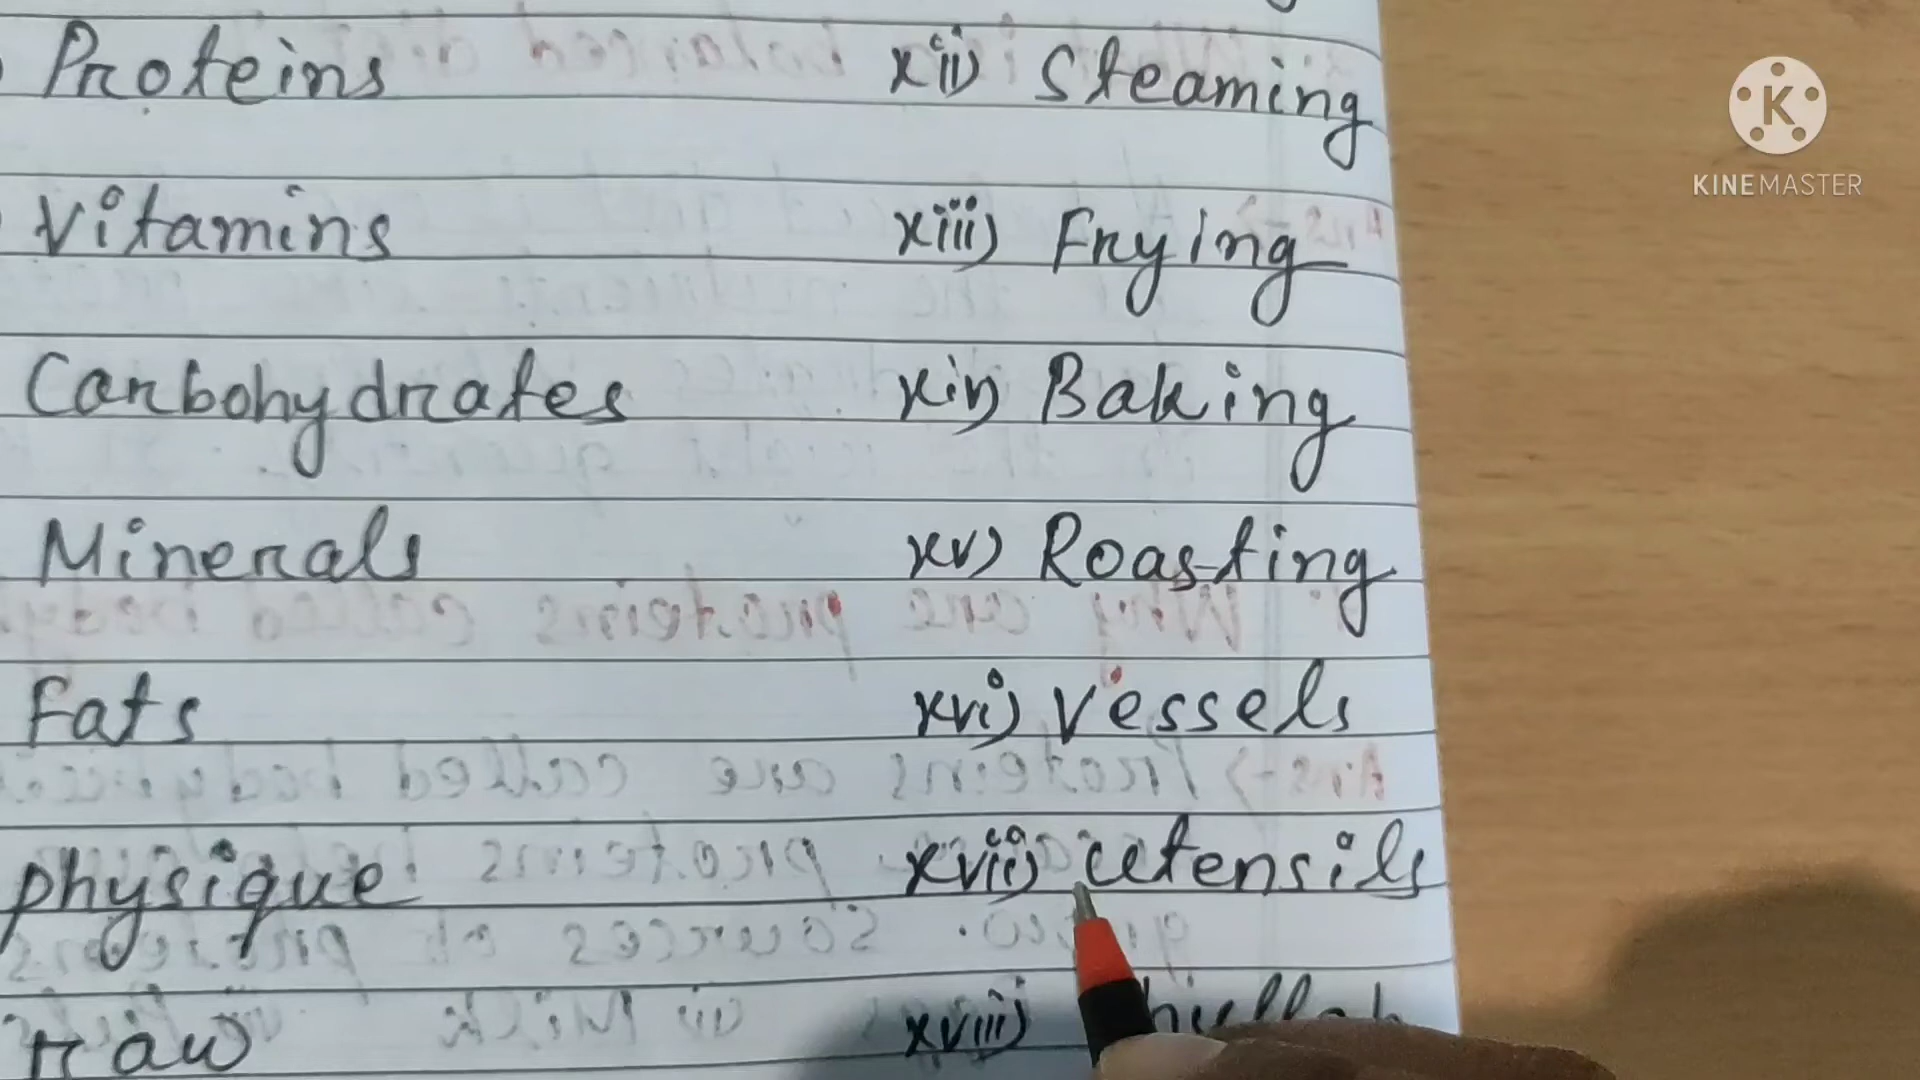 Proteins xii) Steaming
Vitamins xiii) Frying
Carbohydrates xiv) Baking
Minerals xv) Roasting
Fats xvi) Vessels
physique xvii) utensils
raw xviii)
KINEMASTER